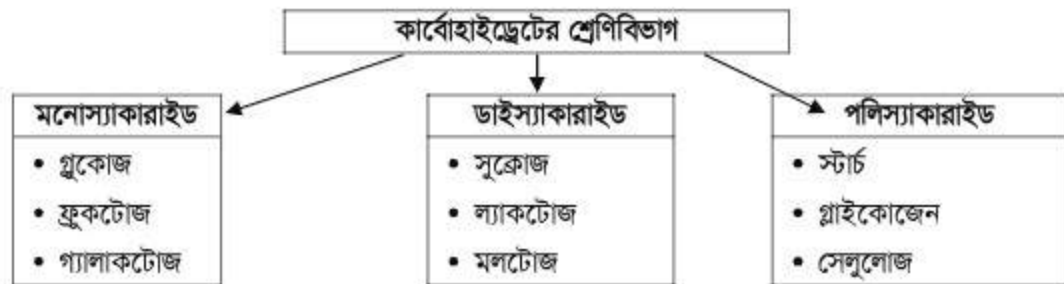 কার্বোহাইড্রেটের শ্রেণিবিভাগ
মনোস্যাকারাইড
• গ্লুকোজ
• ফ্রুকটোজ
• গ্যালাকটোজ
ডাইস্যাকারাইড
• সুক্রোজ
• ল্যাকটোজ
• মলটোজ
পলিস্যাকারাইড
• স্টার্চ
• গ্লাইকোজেন
• সেলুলোজ